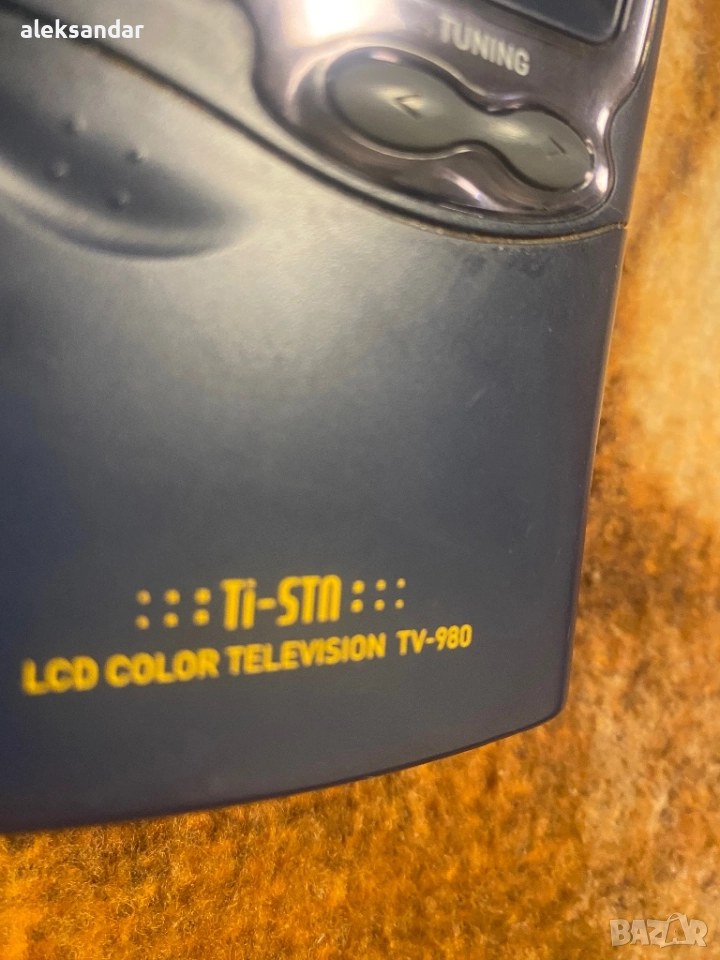 aleksandar
TUNING
< >
Ti-STN
LCD COLOR TELEVISION TV-980
BAZAR